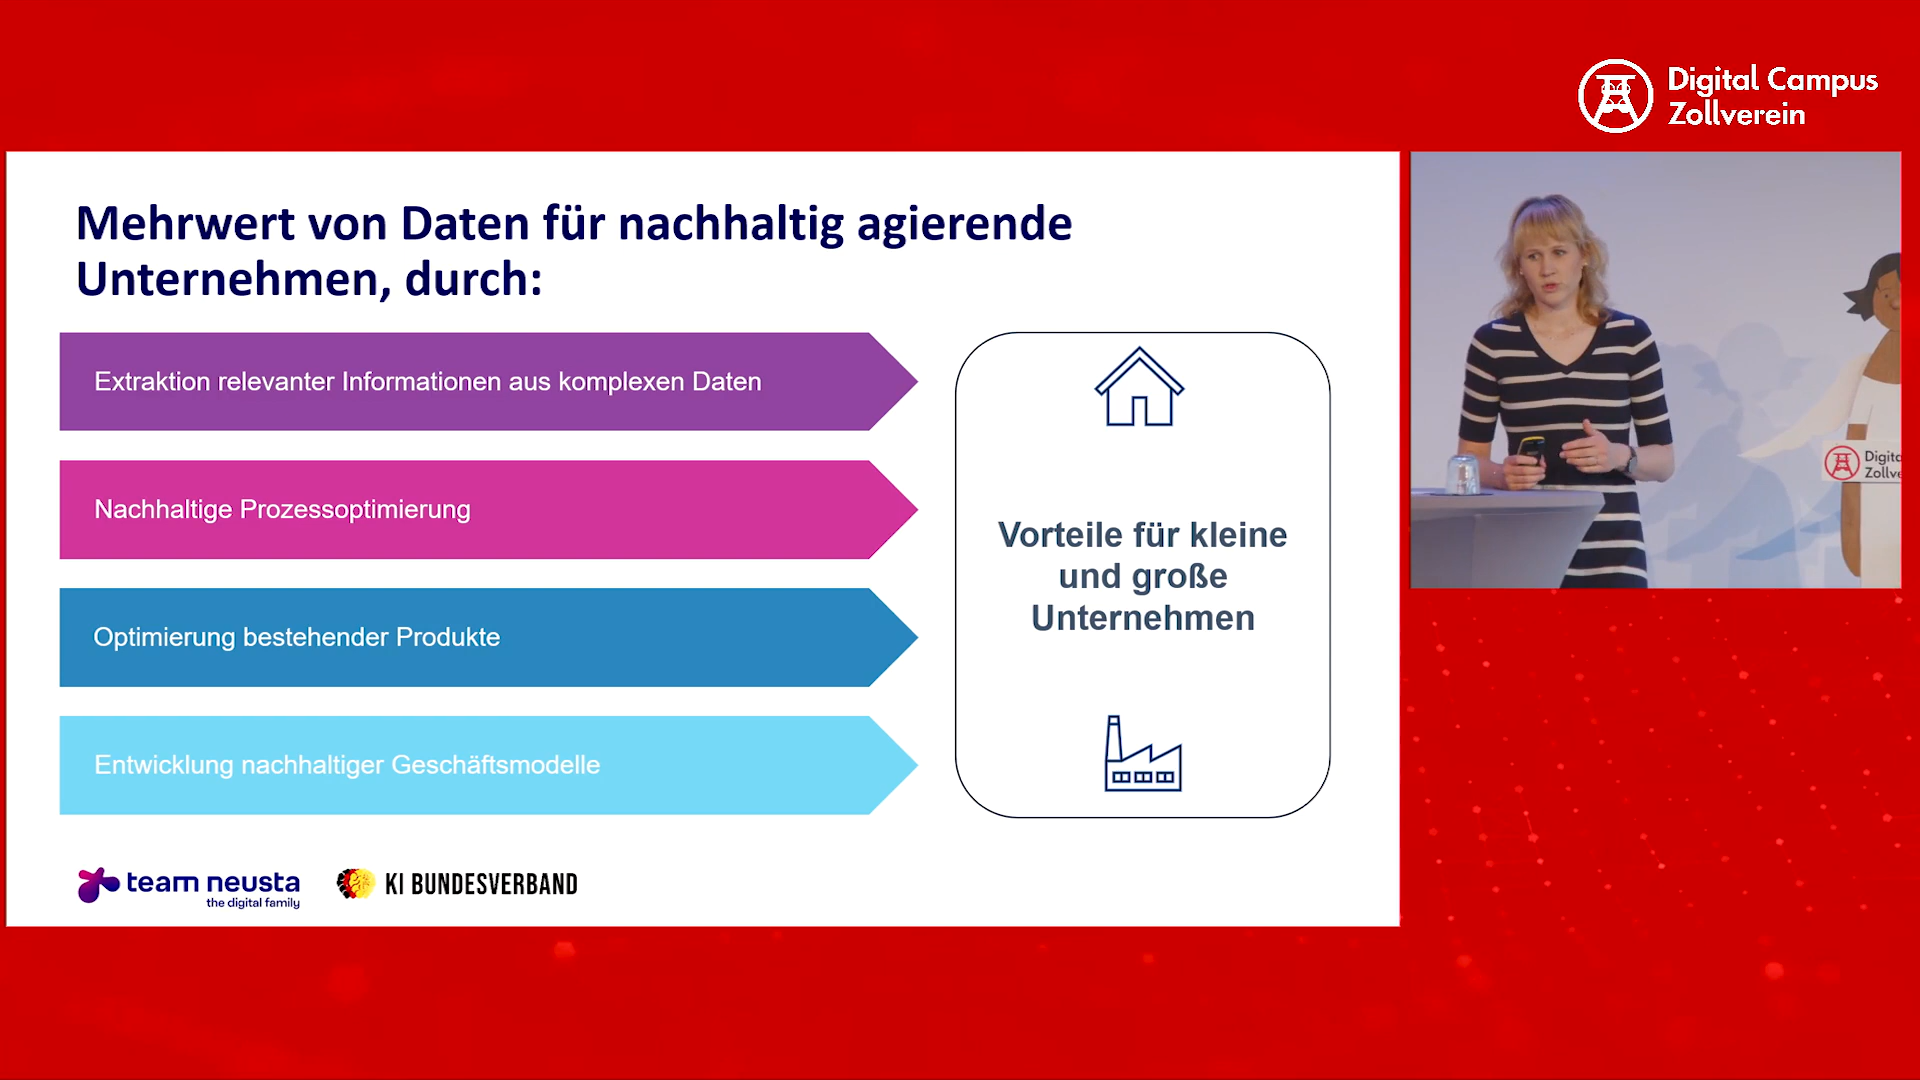 Digital Campus
Zollverein
Mehrwert von Daten für nachhaltig agierende
Unternehmen, durch:
Extraktion relevanter Informationen aus komplexen Daten
Nachhaltige Prozessoptimierung
Optimierung bestehender Produkte
Entwicklung nachhaltiger Geschäftsmodelle
Vorteile für kleine
und große
Unternehmen
team neusta
the digital family
KI BUNDESVERBAND
Digita
Zollve